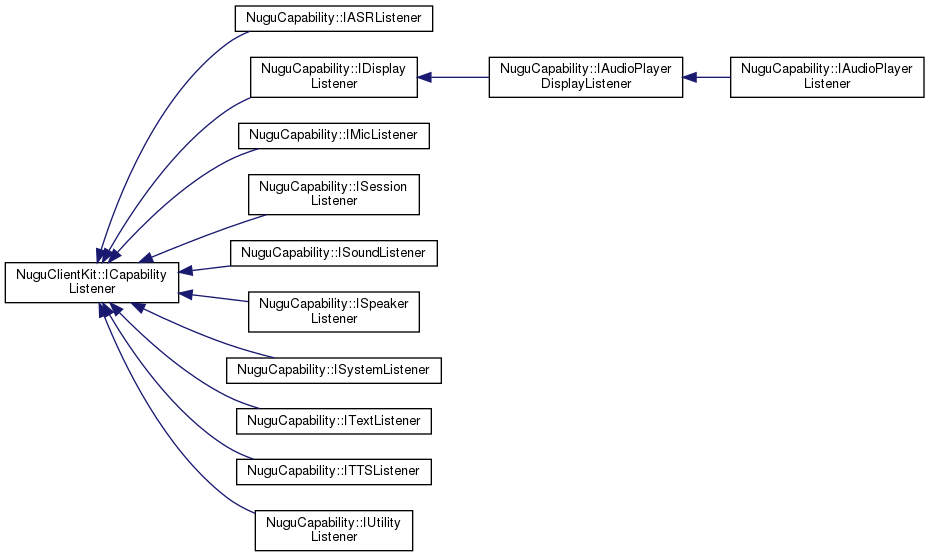 NuguCapability::IASRListener
NuguCapability::IDisplay
Listener
NuguCapability::IAudioPlayer
DisplayListener
NuguCapability::IAudioPlayer
Listener
NuguCapability::IMicListener
NuguCapability::ISession
Listener
NuguCapability::ISoundListener
NuguClientKit::ICapability
Listener
NuguCapability::ISpeaker
Listener
NuguCapability::ISystemListener
NuguCapability::ITextListener
NuguCapability::ITTSListener
NuguCapability::IUtility
Listener